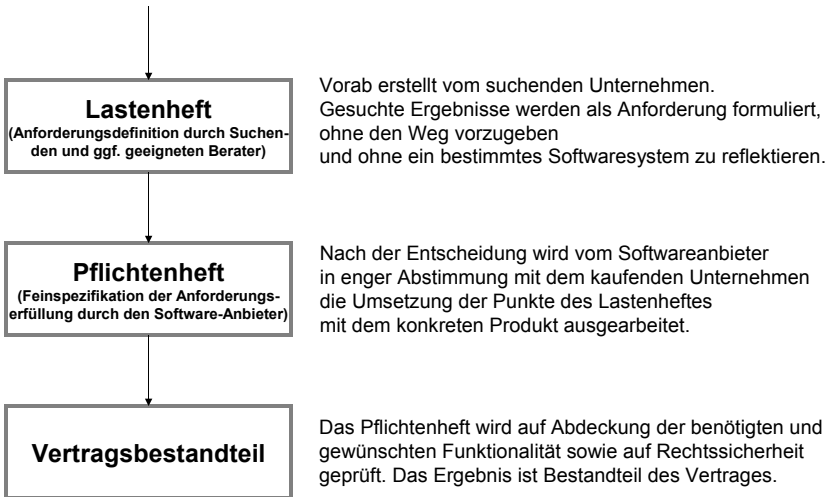 Lastenheft
(Anforderungsdefinition durch Suchen-
den und ggf. geeigneten Berater)
Vorab erstellt vom suchenden Unternehmen.
Gesuchte Ergebnisse werden als Anforderung formuliert,
ohne den Weg vorzugeben
und ohne ein bestimmtes Softwaresystem zu reflektieren.
Pflichtenheft
(Feinspezifikation der Anforderungs-
erfüllung durch den Software-Anbieter)
Nach der Entscheidung wird vom Softwareanbieter
in enger Abstimmung mit dem kaufenden Unternehmen
die Umsetzung der Punkte des Lastenheftes
mit dem konkreten Produkt ausgearbeitet.
Vertragsbestandteil
Das Pflichtenheft wird auf Abdeckung der benötigten und
gewünschten Funktionalität sowie auf Rechtssicherheit
geprüft. Das Ergebnis ist Bestandteil des Vertrages.